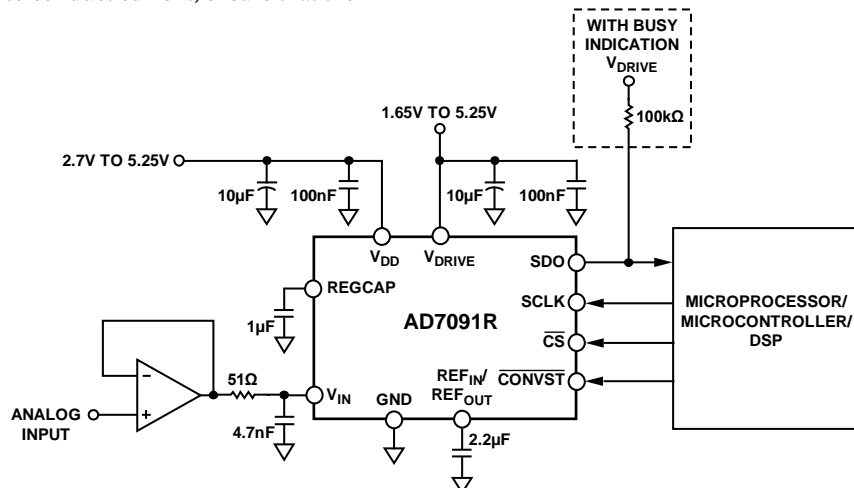 WITH BUSY
INDICATION
VDRIVE
100kΩ
1.65V TO 5.25V
2.7V TO 5.25V
10µF
100nF
10µF
100nF
VDD
VDRIVE
SDO
REGCAP
SCLK
1µF
AD7091R
CS
MICROPROCESSOR/
MICROCONTROLLER/
DSP
CONVST
51Ω
VIN
GND
REFIN/
REFOUT
ANALOG
INPUT
4.7nF
2.2µF